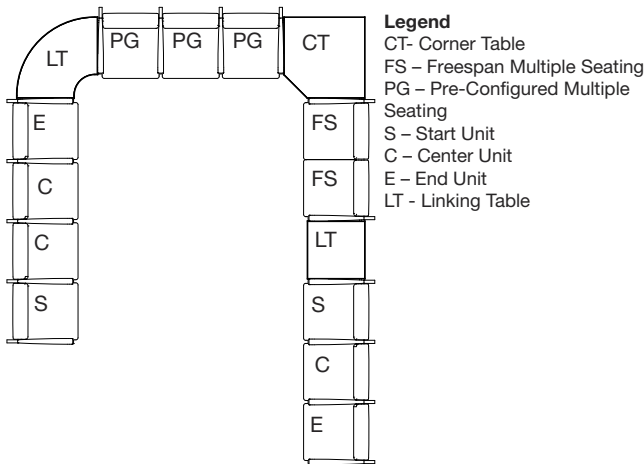 LT
PG PG PG
CT
E
C
C
S
FS
FS
LT
S
C
E
Legend
CT- Corner Table
FS – Freespan Multiple Seating
PG – Pre-Configured Multiple
Seating
S – Start Unit
C – Center Unit
E – End Unit
LT - Linking Table